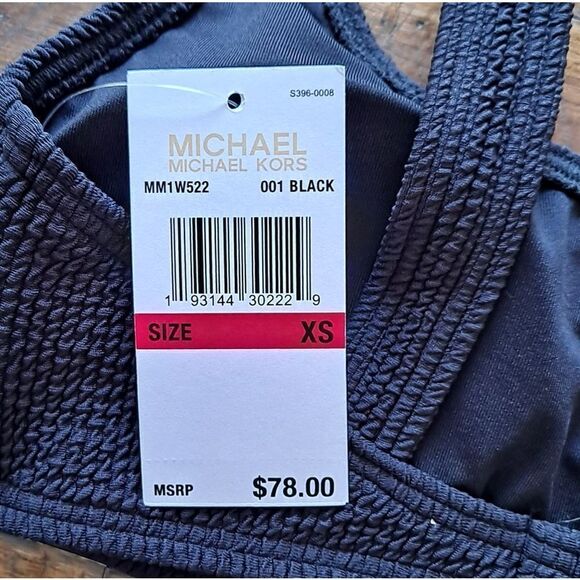 S396-0008
MICHAEL
MICHAEL KORS
MM1W522 001 BLACK
1 93144 30222 9
SIZE XS
MSRP $78.00